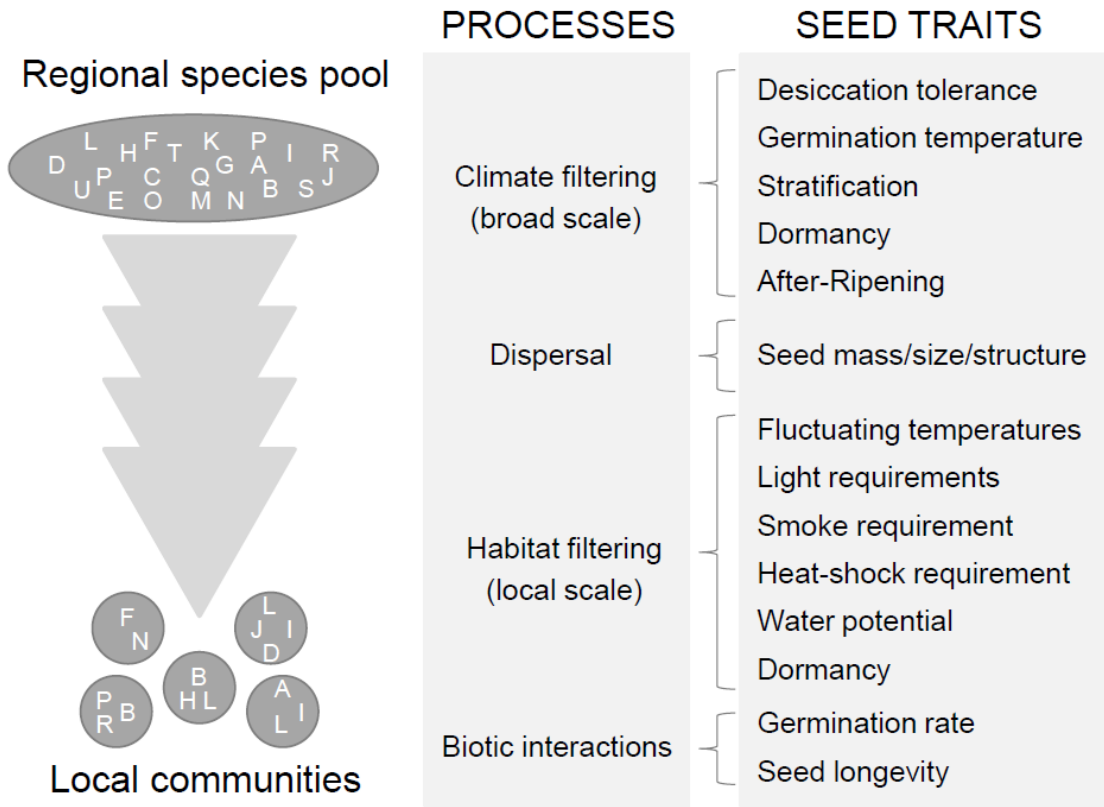 PROCESSES
SEED TRAITS
Regional species pool
L F K P
D H T G A I R
U P C Q B S J
E O M N
Climate filtering
(broad scale)
Desiccation tolerance
Germination temperature
Stratification
Dormancy
After-Ripening
Dispersal
Seed mass/size/structure
Habitat filtering
(local scale)
Fluctuating temperatures
Light requirements
Smoke requirement
Heat-shock requirement
Water potential
Dormancy
Biotic interactions
Germination rate
Seed longevity
F
N
L
J I
D
B
H L
P
R B
A
L I
Local communities